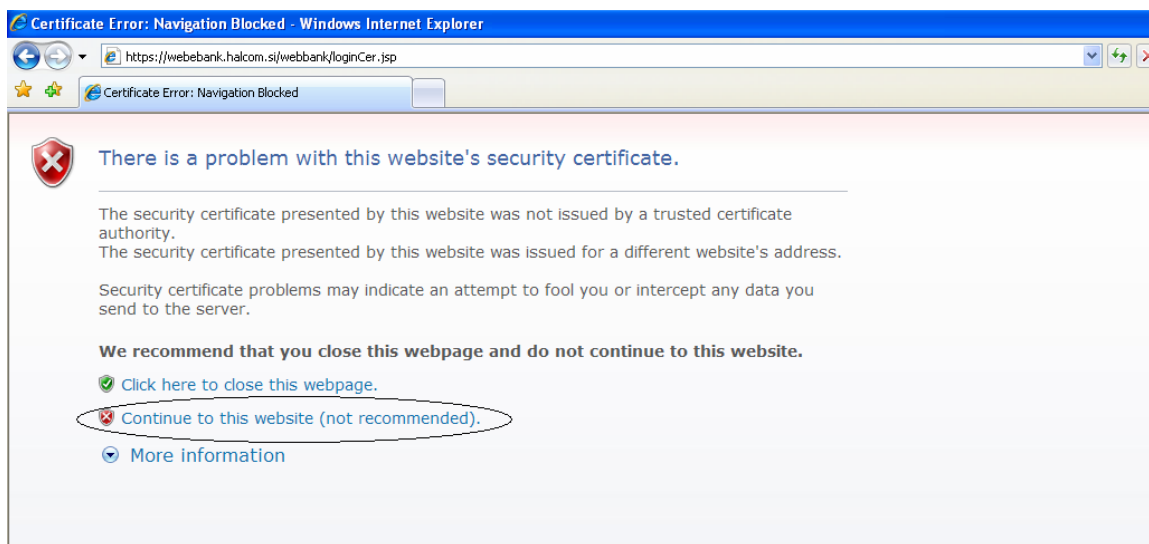 Certificate Error: Navigation Blocked - Windows Internet Explorer
https://webebank.halcom.si/webbank/loginCer.jsp
Certificate Error: Navigation Blocked
There is a problem with this website's security certificate.
The security certificate presented by this website was not issued by a trusted certificate
authority.
The security certificate presented by this website was issued for a different website's address.
Security certificate problems may indicate an attempt to fool you or intercept any data you
send to the server.
We recommend that you close this webpage and do not continue to this website.
Click here to close this webpage.
Continue to this website (not recommended).
More information